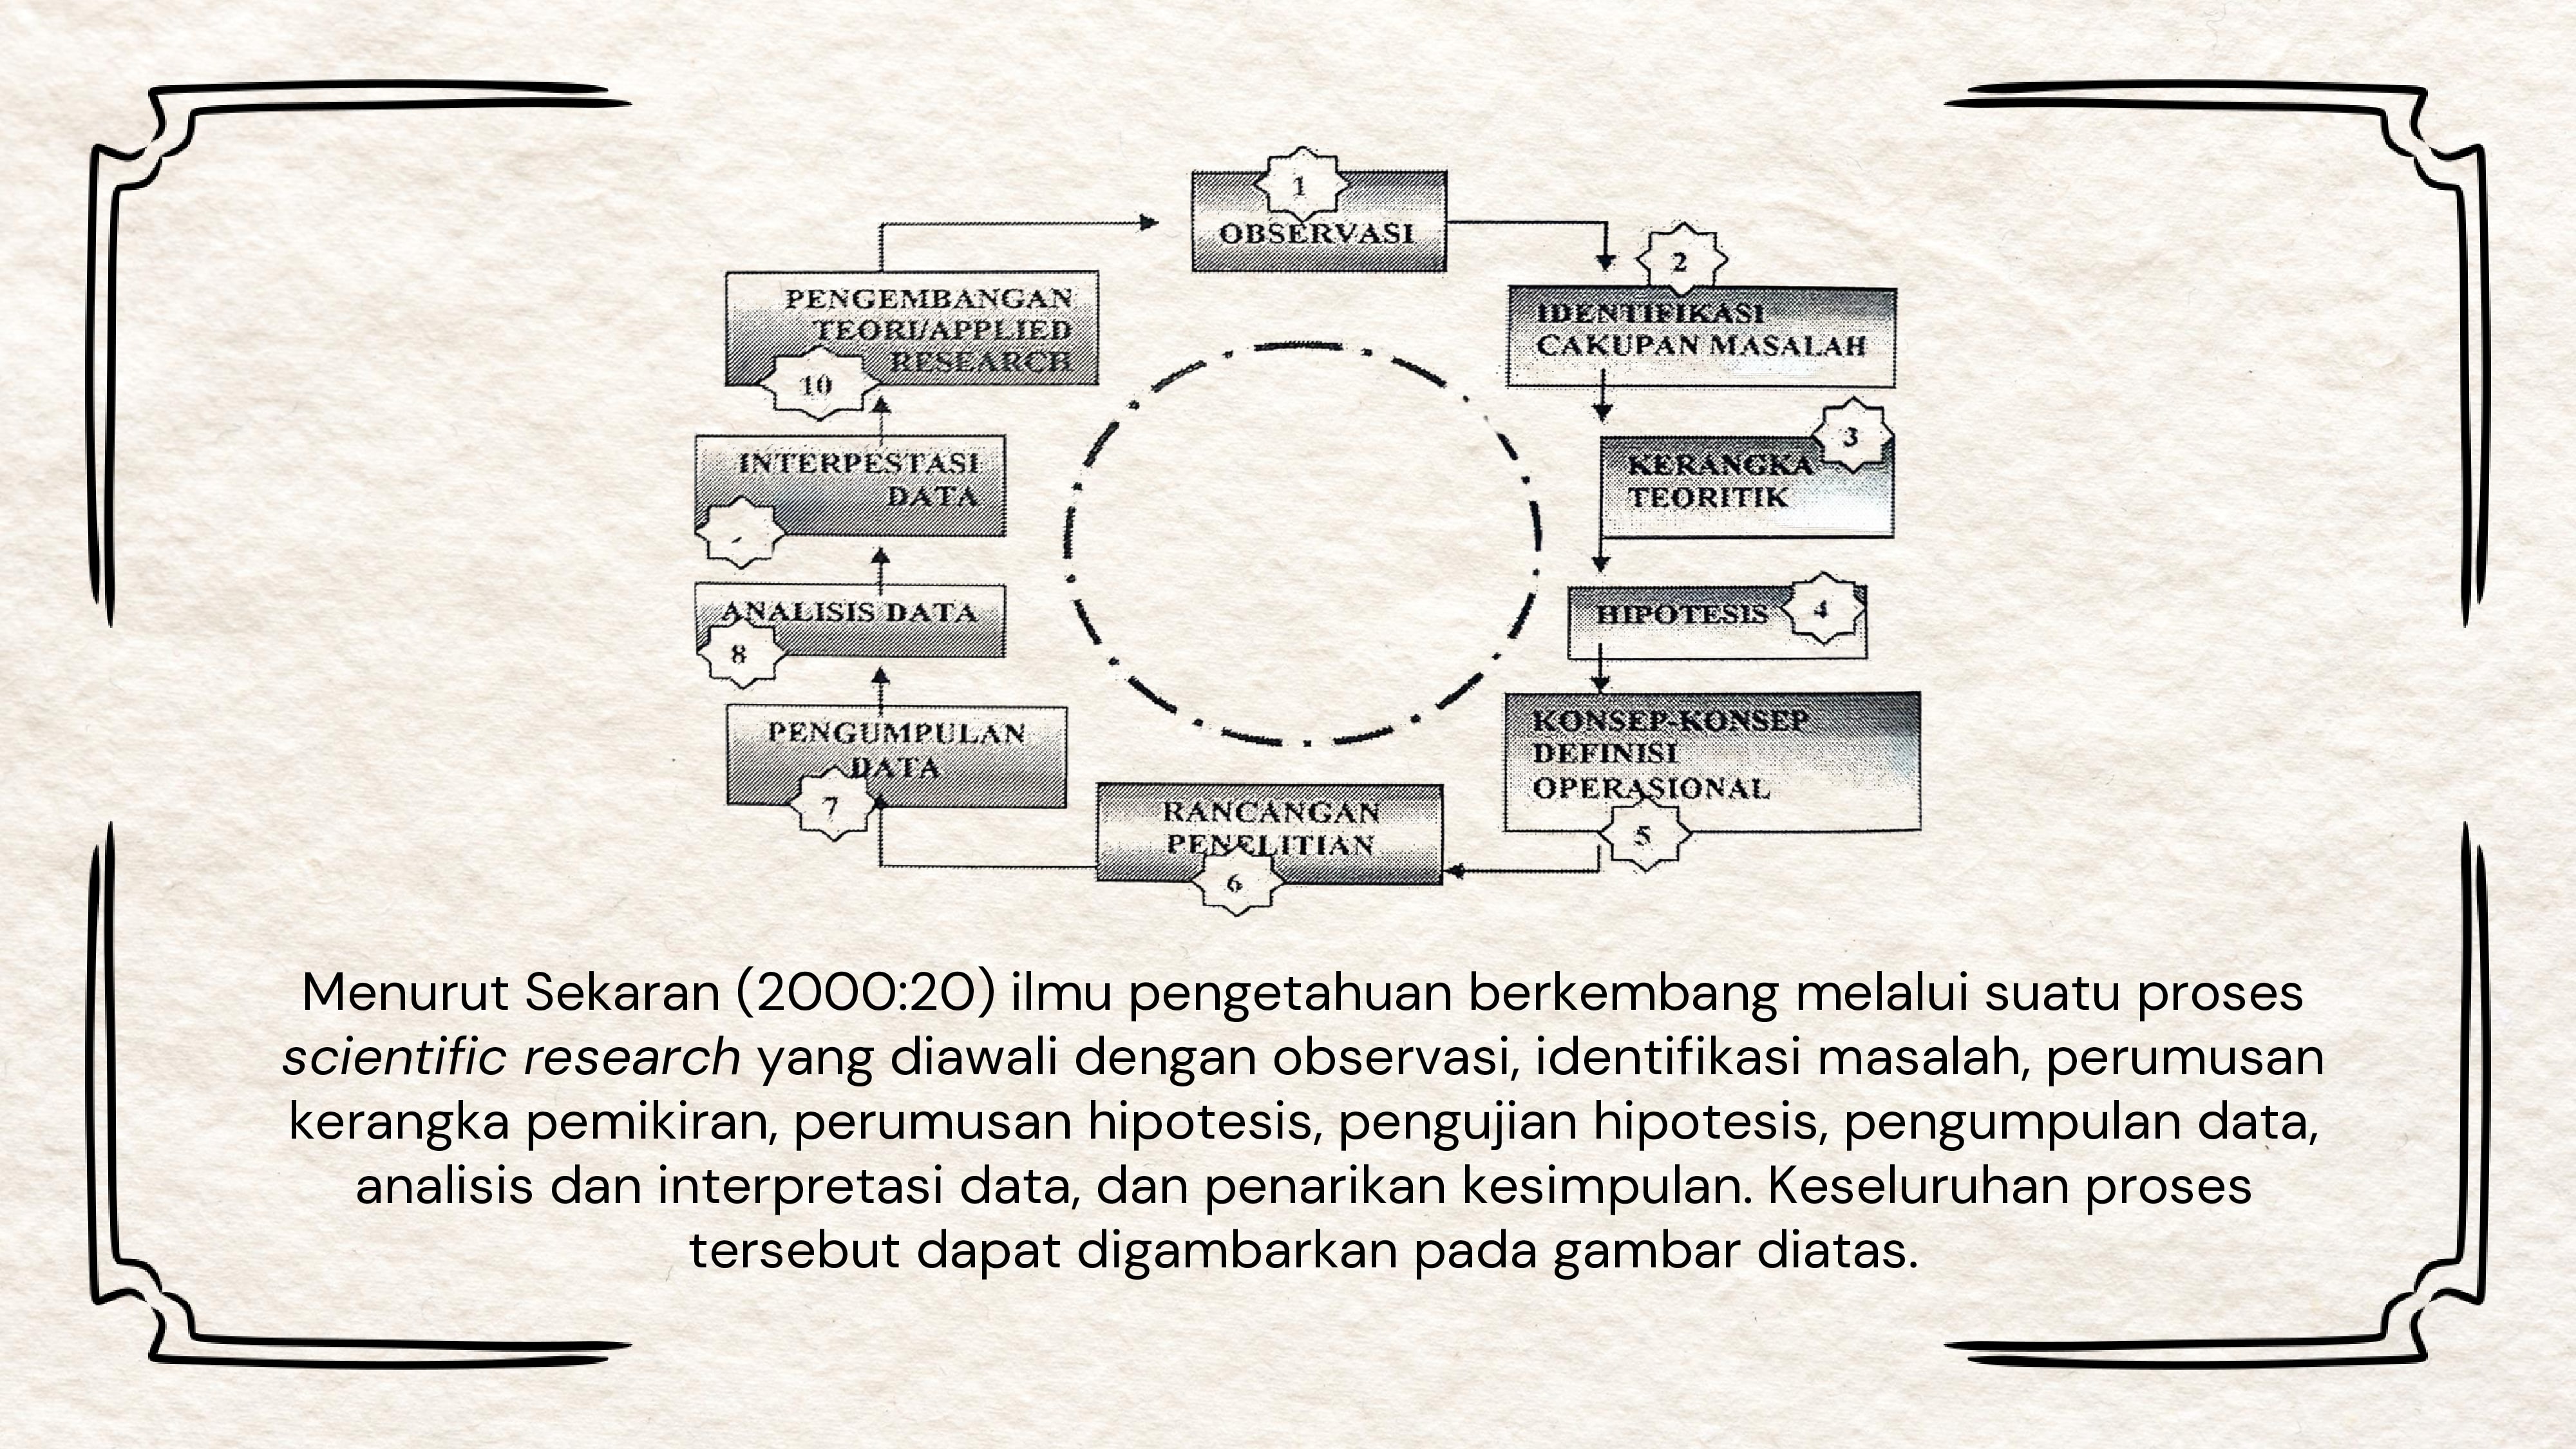 1
OBSERVASI
2
IDENTIFIKASI
CAKUPAN MASALAH
3
KERANGKA
TEORITIK
HIPOTESIS
4
KONSEP-KONSEP
DEFINISI
OPERASIONAL
5
RANCANGAN
PENELITIAN
6
PENGUMPULAN
DATA
7
ANALISIS DATA
8
INTERPESTASI
DATA
PENGEMBANGAN
TEORI/APPLIED
RESEARCH
10
Menurut Sekaran (2000:20) ilmu pengetahuan berkembang melalui suatu proses
scientific research yang diawali dengan observasi, identifikasi masalah, perumusan
kerangka pemikiran, perumusan hipotesis, pengujian hipotesis, pengumpulan data,
analisis dan interpretasi data, dan penarikan kesimpulan. Keseluruhan proses
tersebut dapat digambarkan pada gambar diatas.